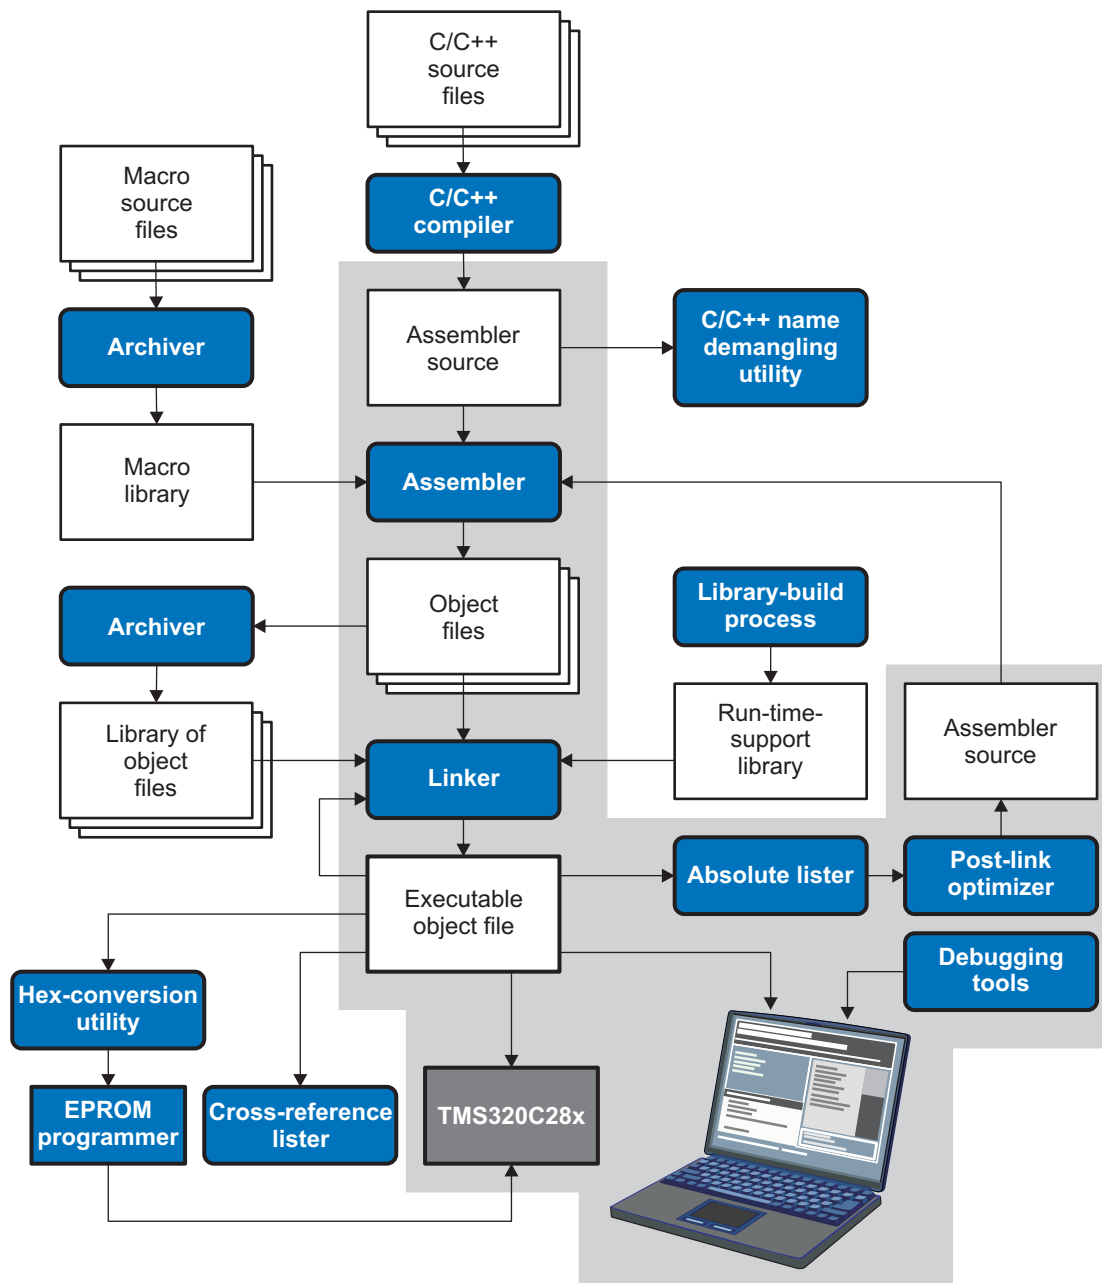 C/C++
source
files
Macro
source
files
C/C++
compiler
Archiver
Assembler
source
C/C++ name
demangling
utility
Macro
library
Assembler
Archiver
Object
files
Library-build
process
Library of
object
files
Linker
Run-time-
support
library
Assembler
source
Executable
object file
Absolute lister
Post-link
optimizer
Debugging
tools
Hex-conversion
utility
EPROM
programmer
Cross-reference
lister
TMS320C28x